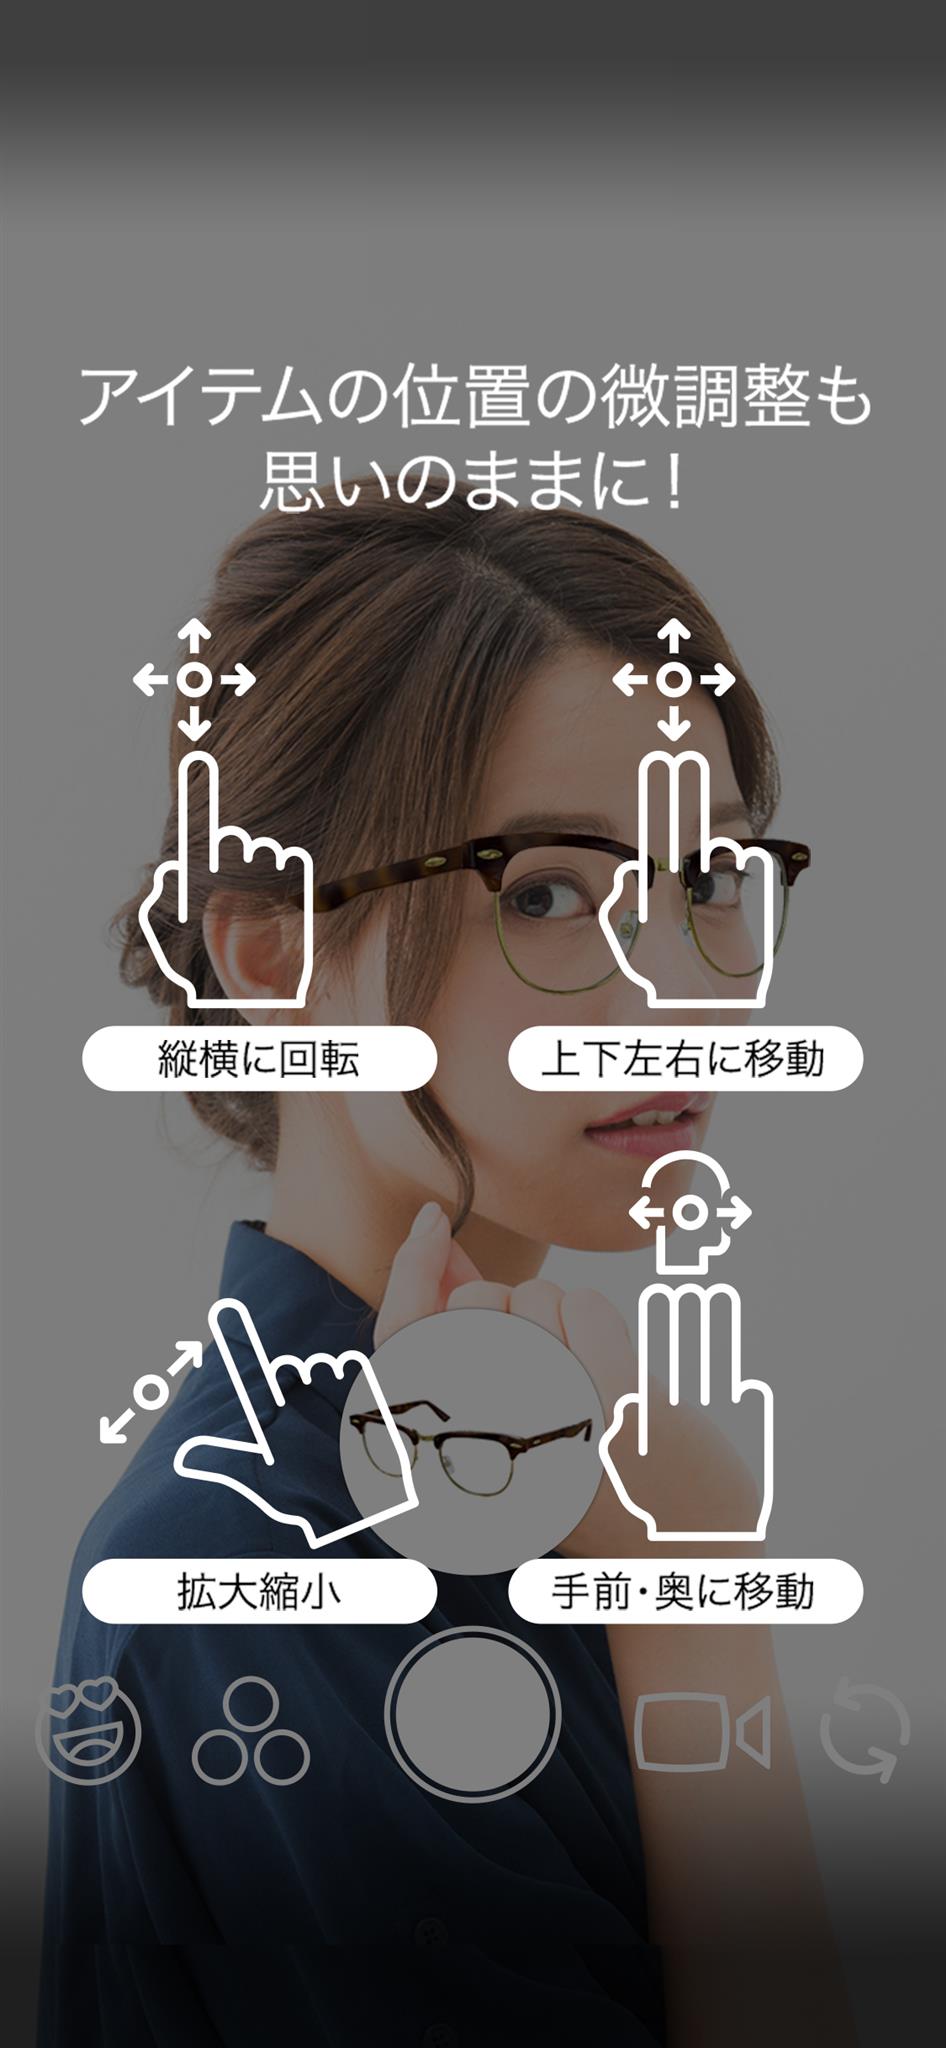 アイテムの位置の微調整も
思いのままに!
縦横に回転
上下左右に移動
拡大縮小
手前・奥に移動